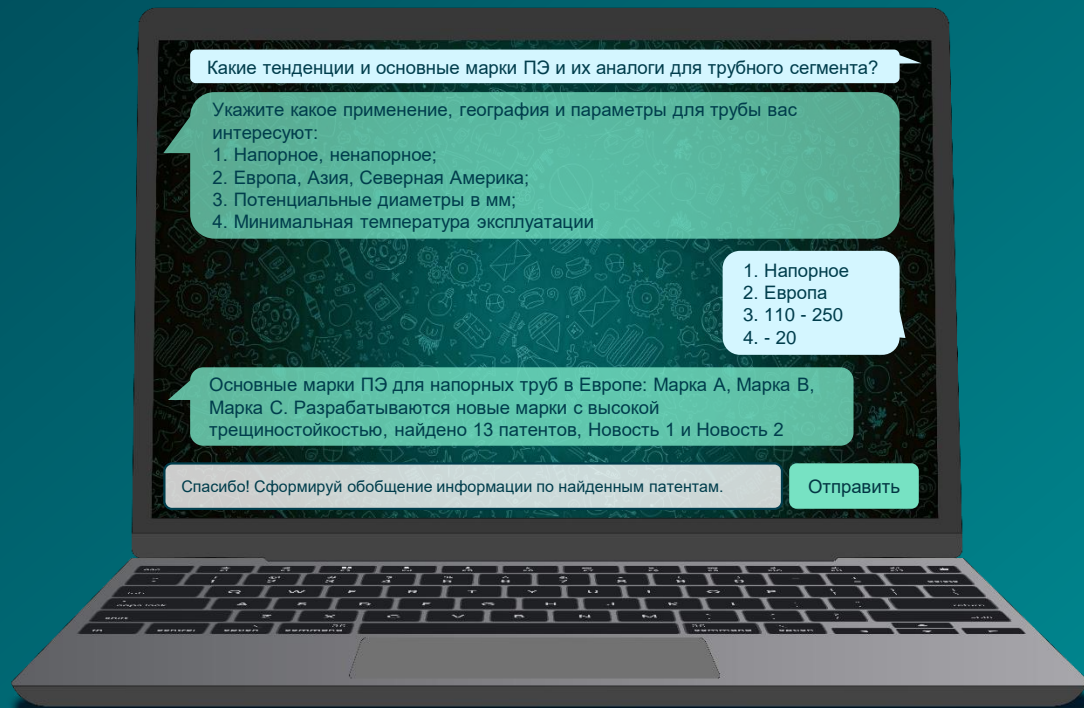 Какие тенденции и основные марки ПЭ и их аналоги для трубного сегмента?
Укажите какое применение, география и параметры для трубы вас
интересуют:
1. Напорное, ненапорное;
2. Европа, Азия, Северная Америка;
3. Потенциальные диаметры в мм;
4. Минимальная температура эксплуатации
1. Напорное
2. Европа
3. 110 - 250
4. - 20
Основные марки ПЭ для напорных труб в Европе: Марка А, Марка В,
Марка С. Разрабатываются новые марки с высокой
трещиностойкостью, найдено 13 патентов, Новость 1 и Новость 2
Спасибо! Сформируй обобщение информации по найденным патентам.
Отправить